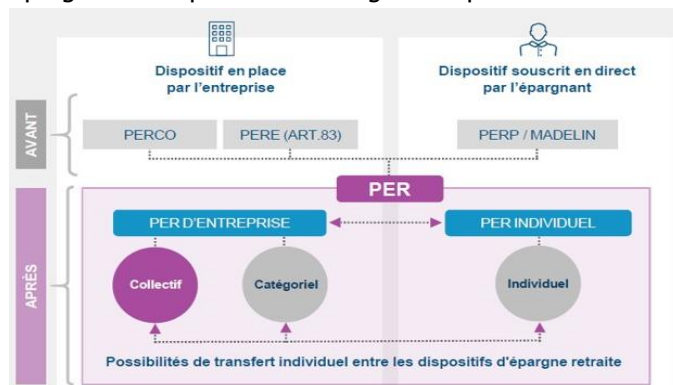 Dispositif en place
par l'entreprise
Dispositif souscrit en direct
par l'épargnant
AVANT
PERCO
PERE (ART.83)
PERP / MADELIN
PER
APRÈS
PER D'ENTREPRISE
PER INDIVIDUEL
Collectif
Catégoriel
Individuel
Possibilités de transfert individuel entre les dispositifs d'épargne retraite